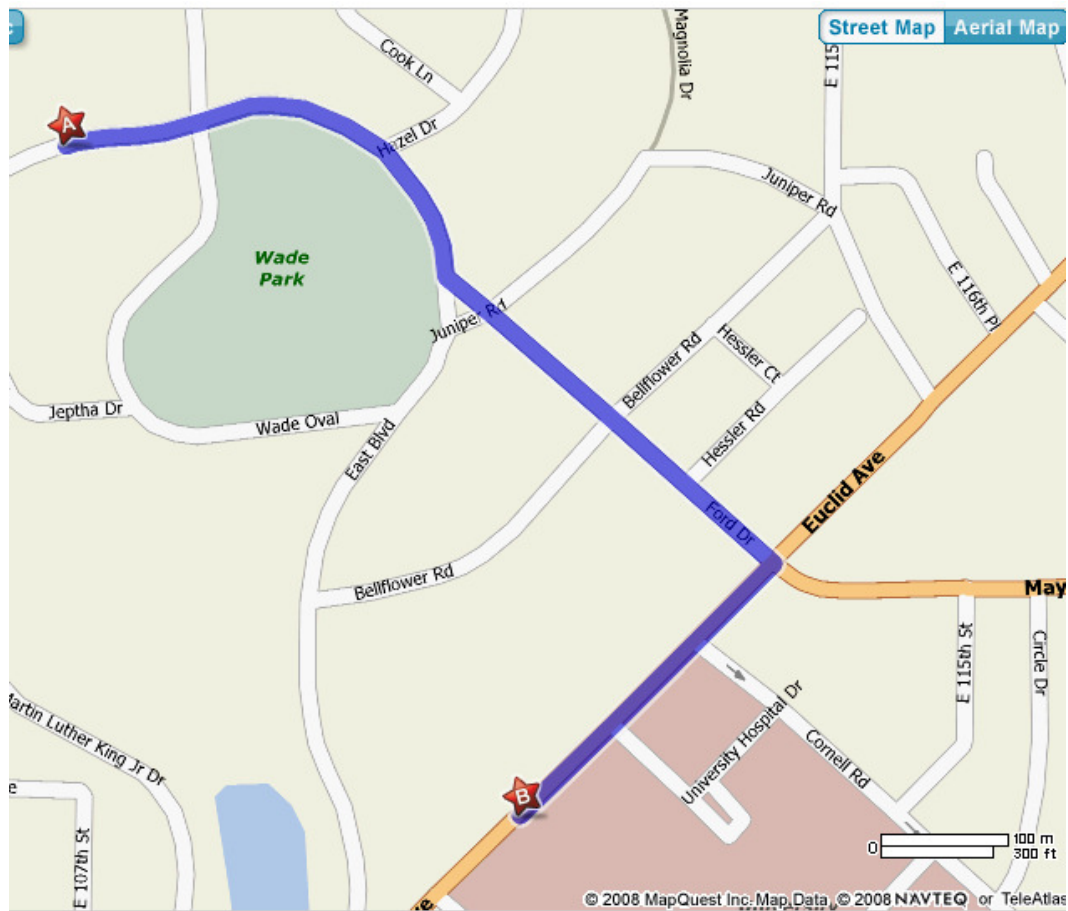 Street Map
Aerial Map
A
Cook Ln
Magnolia Dr
E 115
Hazel Dr
Juniper Rd
Wade
Park
E 116th Pl
Juniper Rd
Bellflower Rd
Hessler Ct
Jeptha Dr
Wade Oval
East Blvd
Hessler Rd
Euclid Ave
Ford Dr
Bellflower Rd
May
E 115th St
Circle Dr
Martin Luther King Jr Dr
University Hospital Dr
Cornell Rd
B
E 107th St
0
100 m
300 ft
© 2008 MapQuest Inc. Map Data © 2008 NAVTEQ or TeleAtlas